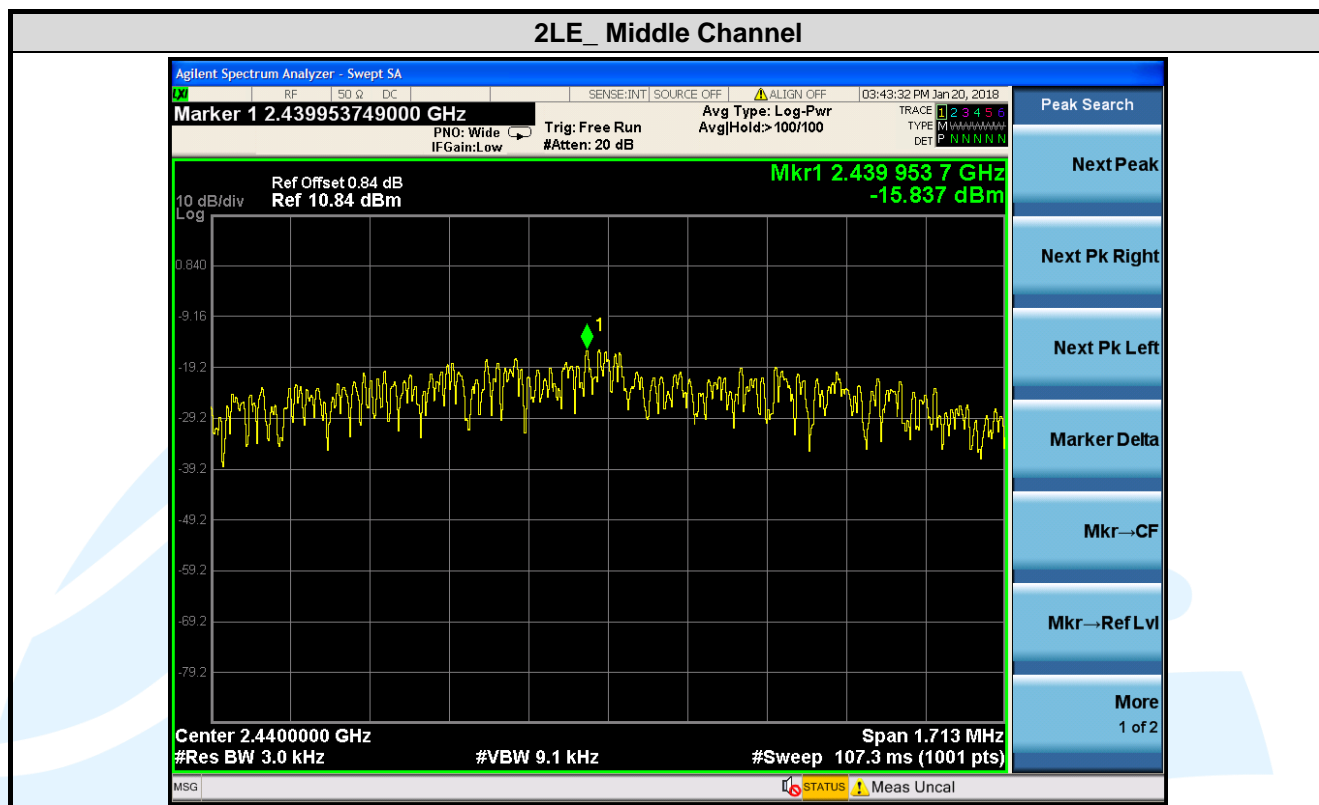 2LE_ Middle Channel
Agilent Spectrum Analyzer - Swept SA
LXI RF 50 Ω DC SENSE:INT SOURCE OFF ALIGN OFF 03:43:32 PM Jan 20, 2018
Marker 1 2.439953749000 GHz
PNO: Wide
IFGain:Low
Trig: Free Run
#Atten: 20 dB
Avg Type: Log-Pwr
Avg|Hold:>100/100
TRACE 1 2 3 4 5 6
TYPE M WWWWW
DET P N N N N N
Peak Search
Next Peak
Next Pk Right
Next Pk Left
Marker Delta
Mkr→CF
Mkr→Ref Lvl
More
1 of 2
Mkr1 2.439 953 7 GHz
-15.837 dBm
Ref Offset 0.84 dB
10 dB/div Ref 10.84 dBm
Log
0.840
-9.16
1
-19.2
-29.2
-39.2
-49.2
-59.2
-69.2
-79.2
Center 2.4400000 GHz Span 1.713 MHz
#Res BW 3.0 kHz #VBW 9.1 kHz #Sweep 107.3 ms (1001 pts)
MSG STATUS Meas Uncal